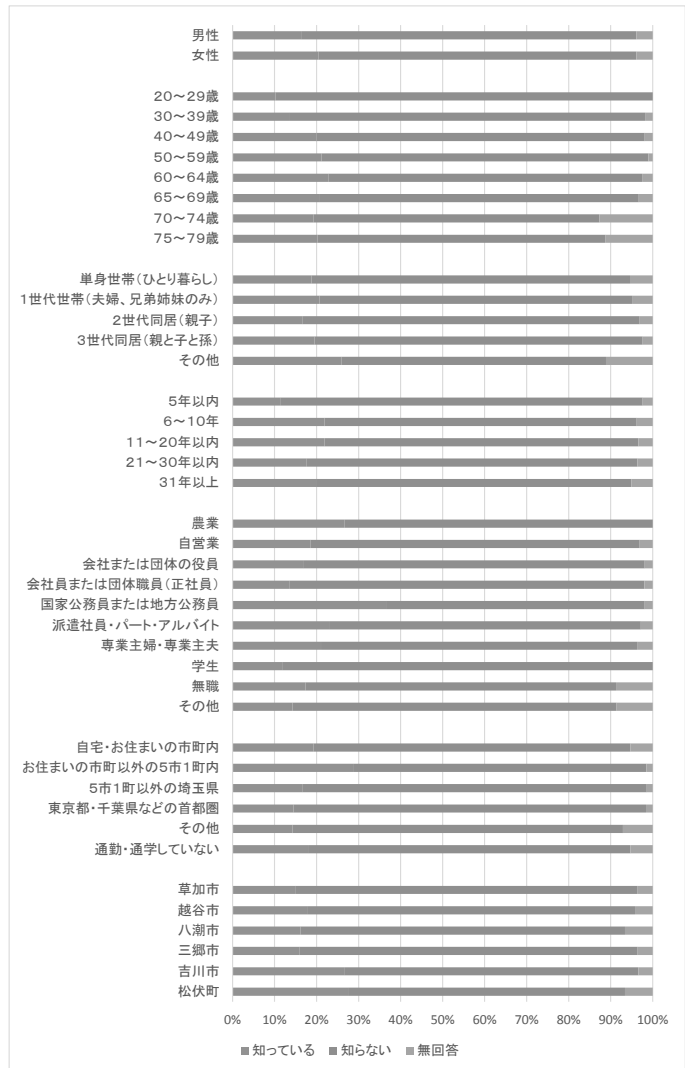 男性
女性
20～29歳
30～39歳
40～49歳
50～59歳
60～64歳
65～69歳
70～74歳
75～79歳
単身世帯(ひとり暮らし)
1世代世帯(夫婦、兄弟姉妹のみ)
2世代同居(親子)
3世代同居(親と子と孫)
その他
5年以内
6～10年
11～20年以内
21～30年以内
31年以上
農業
自営業
会社または団体の役員
会社員または団体職員(正社員)
国家公務員または地方公務員
派遣社員・パート・アルバイト
専業主婦・専業主夫
学生
無職
その他
自宅・お住まいの市町内
お住まいの市町以外の5市1町内
5市1町以外の埼玉県
東京都・千葉県などの首都圏
その他
通勤・通学していない
草加市
越谷市
八潮市
三郷市
吉川市
松伏町
0% 10% 20% 30% 40% 50% 60% 70% 80% 90% 100%
■知っている ■知らない ■無回答